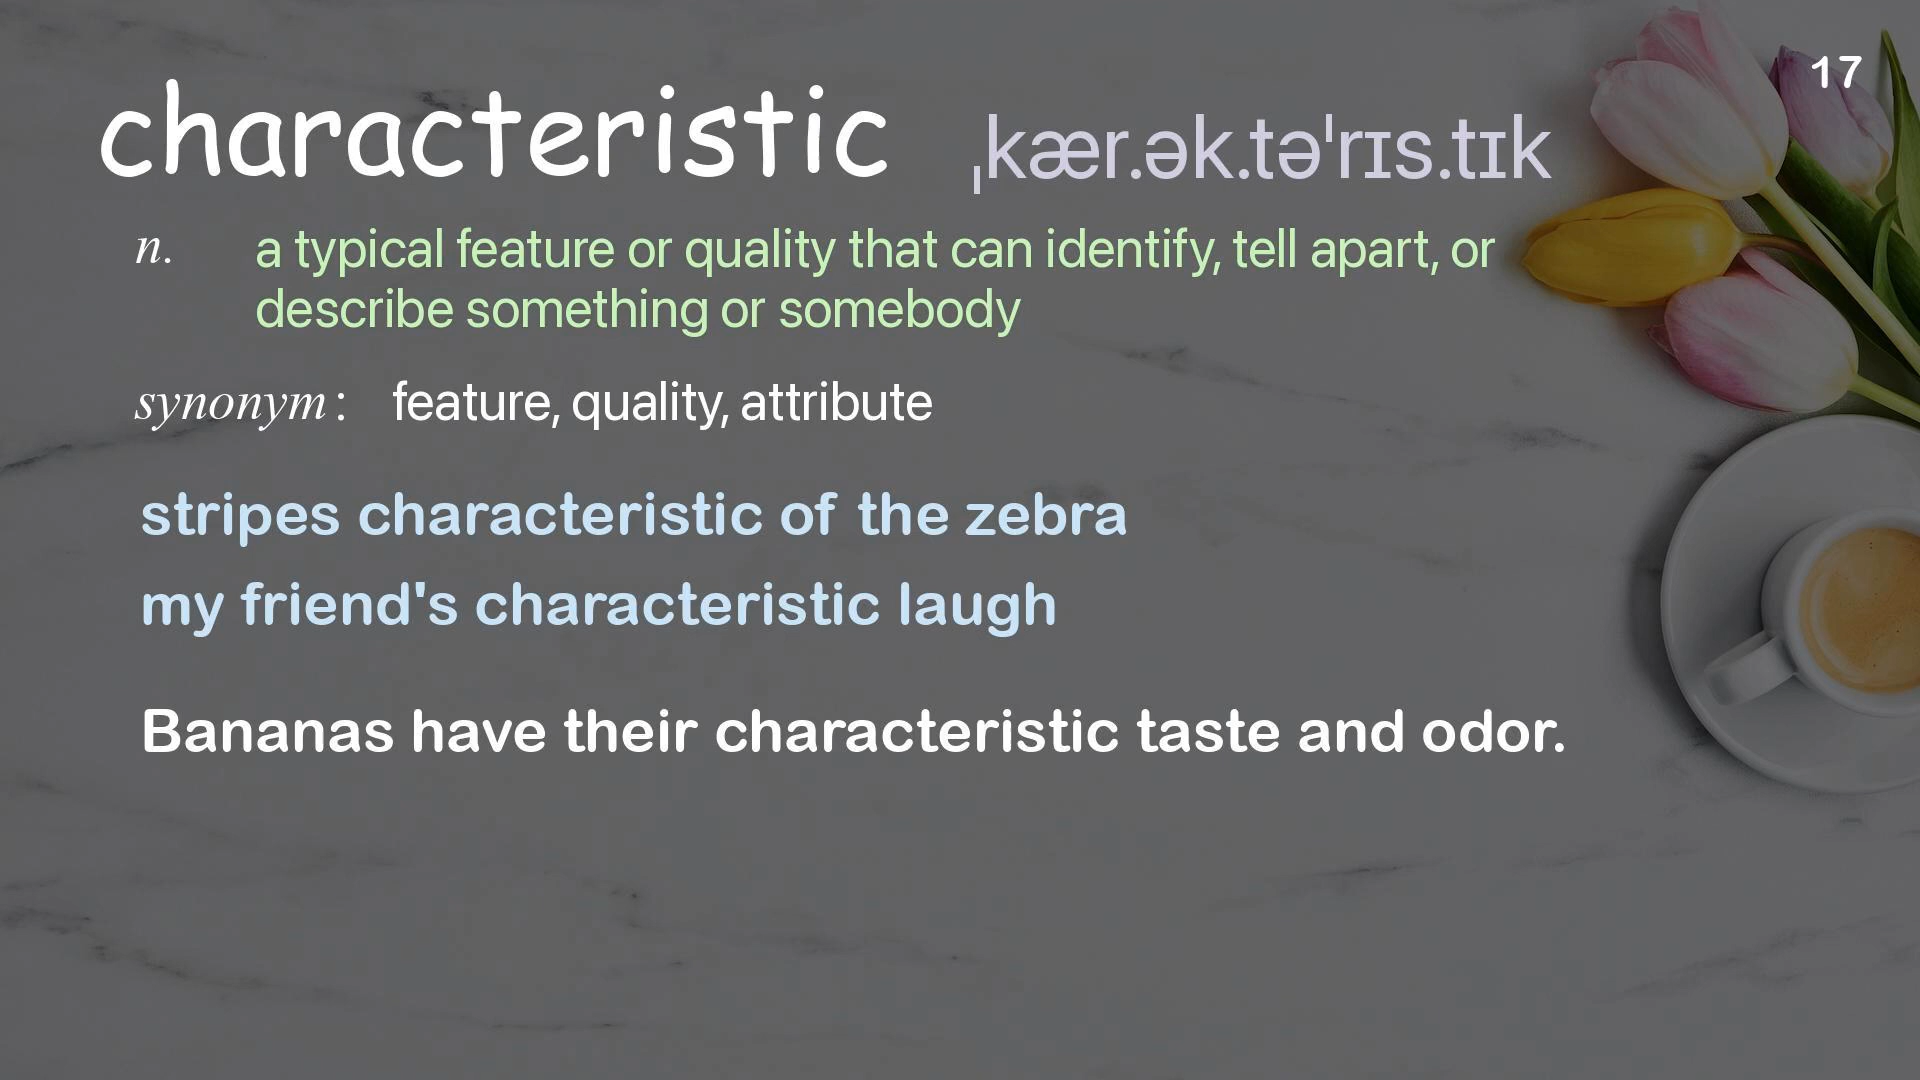 17
characteristic ˌkær.ək.təˈrɪs.tɪk
n. a typical feature or quality that can identify, tell apart, or
describe something or somebody
synonym: feature, quality, attribute
stripes characteristic of the zebra
my friend's characteristic laugh
Bananas have their characteristic taste and odor.